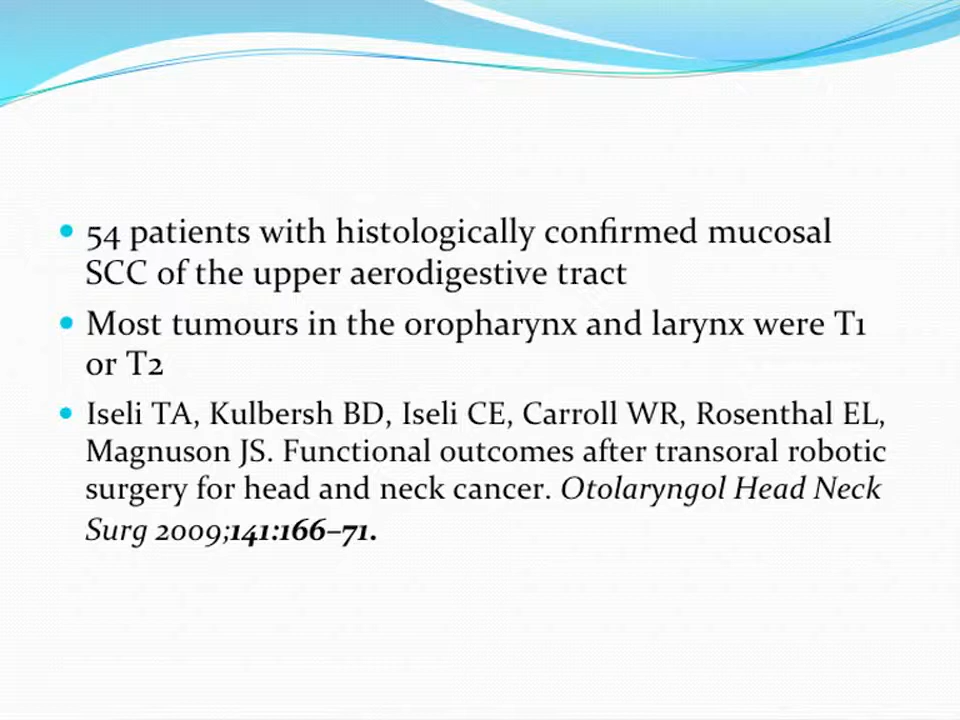 54 patients with histologically confirmed mucosal
SCC of the upper aerodigestive tract
Most tumours in the oropharynx and larynx were T1
or T2
Iseli TA, Kulbersh BD, Iseli CE, Carroll WR, Rosenthal EL,
Magnuson JS. Functional outcomes after transoral robotic
surgery for head and neck cancer. Otolaryngol Head Neck
Surg 2009;141:166–71.